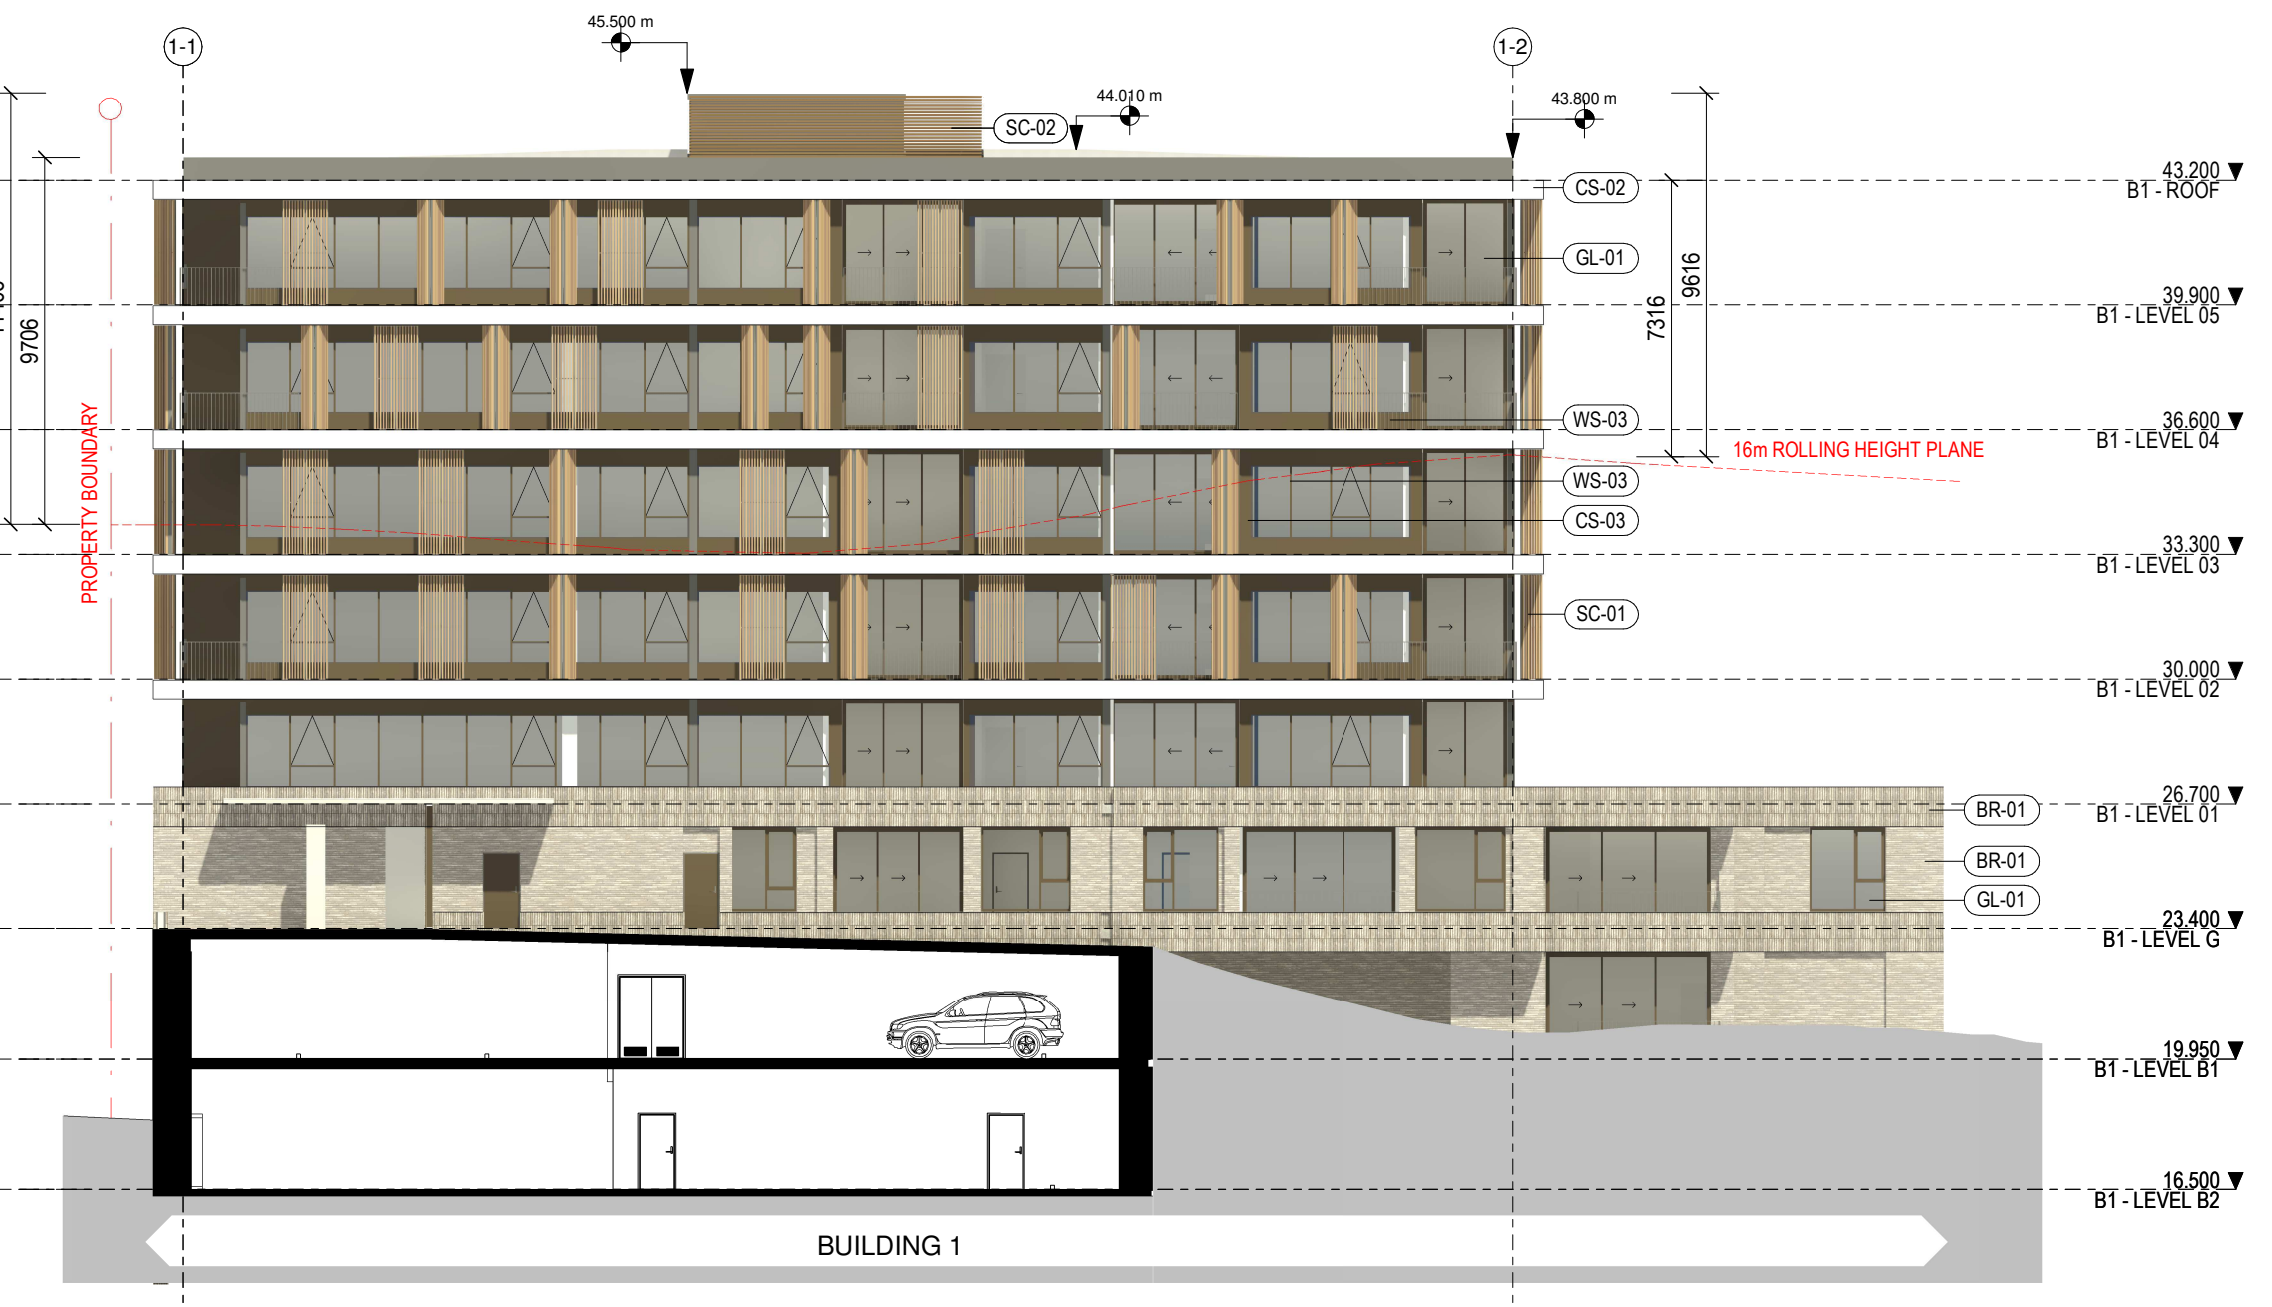 45.500 m
1-1
1-2
44.010 m
43.800 m
SC-02
43.200
B1 - ROOF
CS-02
GL-01
39.900
B1 - LEVEL 05
9706
7316
9616
WS-03
36.600
B1 - LEVEL 04
16m ROLLING HEIGHT PLANE
WS-03
CS-03
PROPERTY BOUNDARY
33.300
B1 - LEVEL 03
SC-01
30.000
B1 - LEVEL 02
26.700
B1 - LEVEL 01
BR-01
BR-01
GL-01
23.400
B1 - LEVEL G
19.950
B1 - LEVEL B1
16.500
B1 - LEVEL B2
BUILDING 1